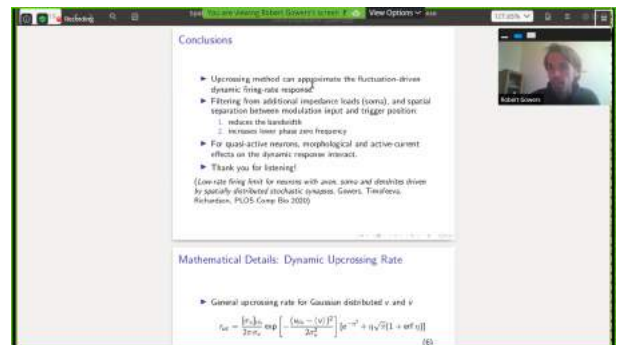 Recording
You are viewing Robert Gowers's screen
View Options
127.65%
Robert Gowers
Conclusions
Upcrossing method can approximate the fluctuation-driven
dynamic firing-rate response
Filtering from additional impedance leads (soma), and spatial
separation between modulation input and trigger position:
1. reduces the bandwidth
2. increases lower phase zero frequency
For quasi-active neurons, morphological and active-current
effects on the dynamic response interact.
Thank you for listening!
(Low-rate firing limit for neurons with axon, soma and dendrites driven
by spatially distributed stochastic synapses, Gowers, Timofeeva,
Richardson, PLOS Comp Bio 2020)
Mathematical Details: Dynamic Upcrossing Rate
General upcrossing rate for Gaussian distributed v and v̇
(6)